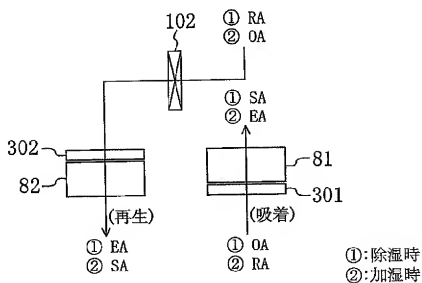 102
① RA
② OA
① SA
② EA
302
82
81
301
(再生)
(吸着)
① EA
② SA
① OA
② RA
①:除湿時
②:加湿時